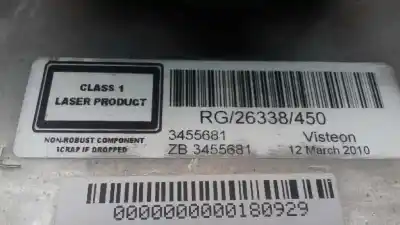 CLASS 1
LASER PRODUCT
NON-ROBUST COMPONENT
SCRAP IF DROPPED
RG/26338/450
3455681 Visteon
ZB 3455681 12 March 2010
0000000000180929